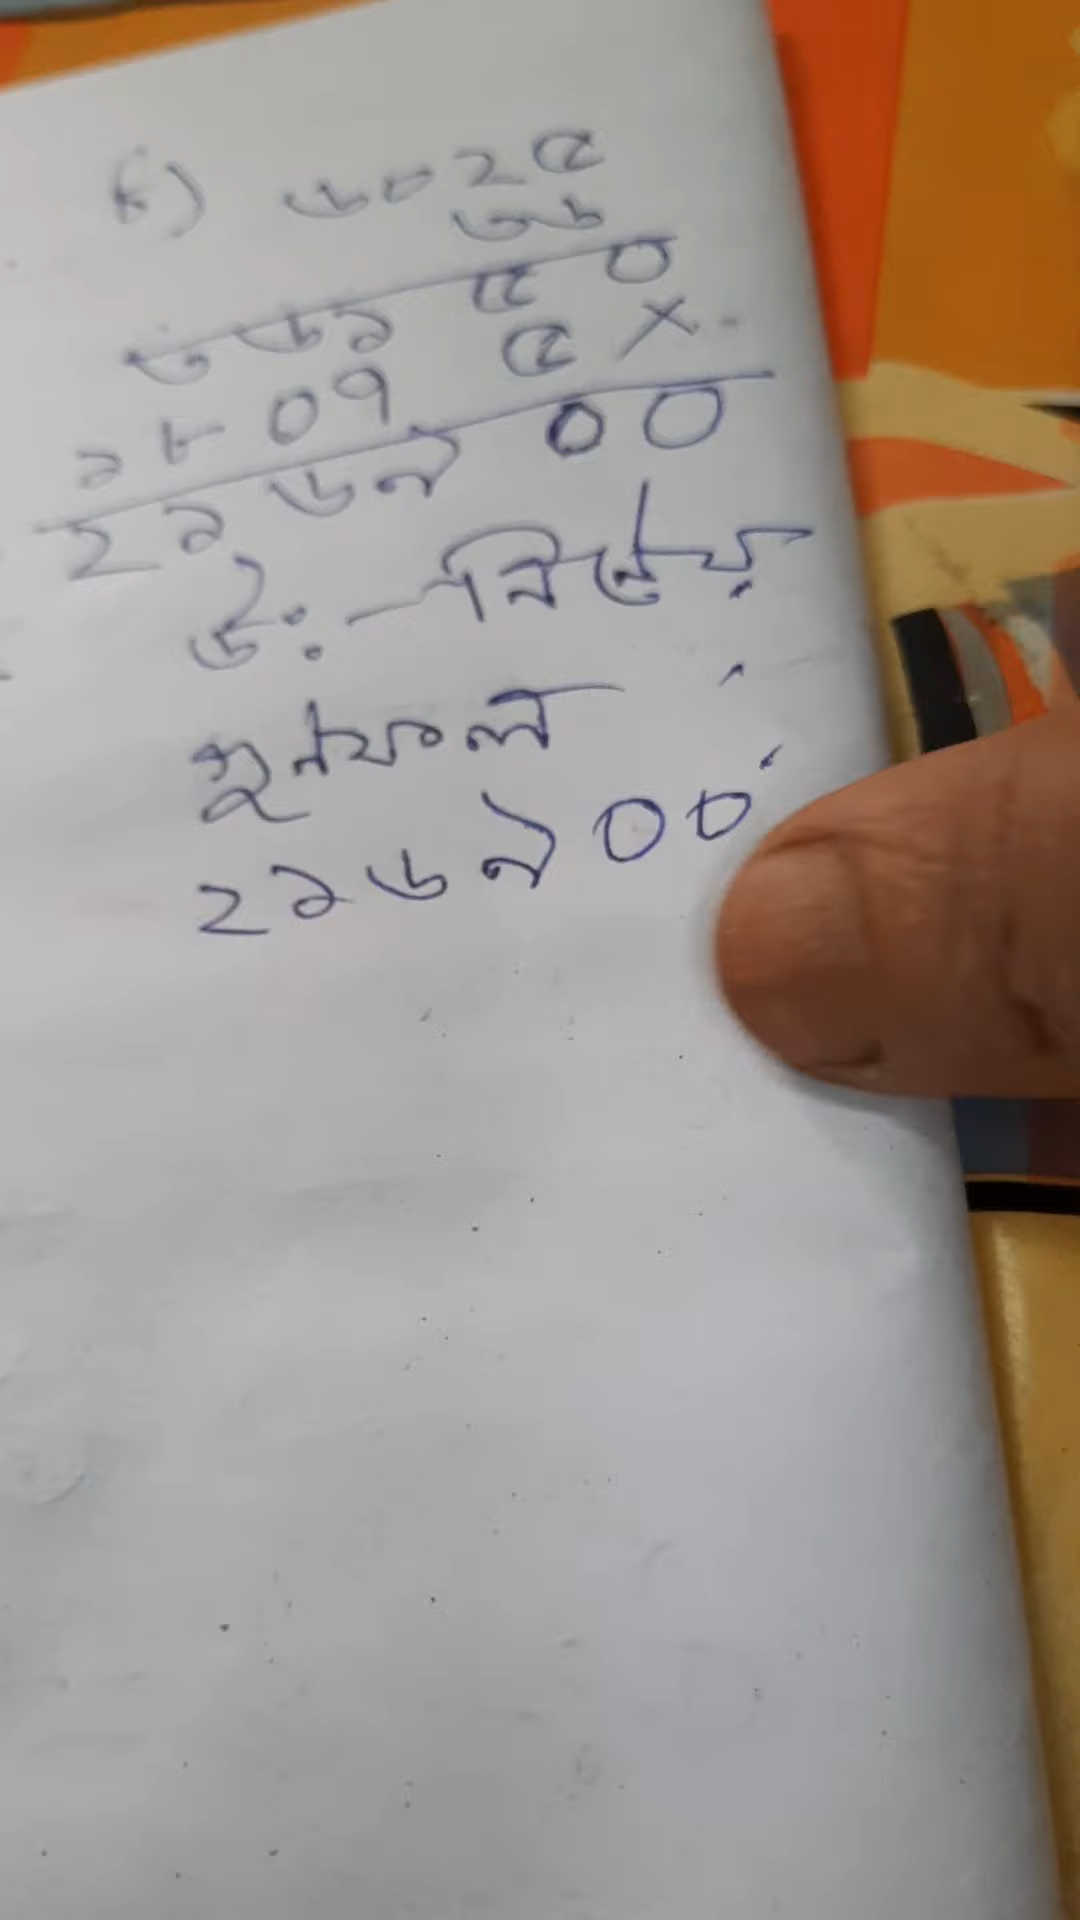 ক) ৬০২৫
৩৬
৩৬১৫০
১৮০৭৫×
২১৬৯০০
উঃ- নির্ণেয়
গুণফল
২১৬৯০০